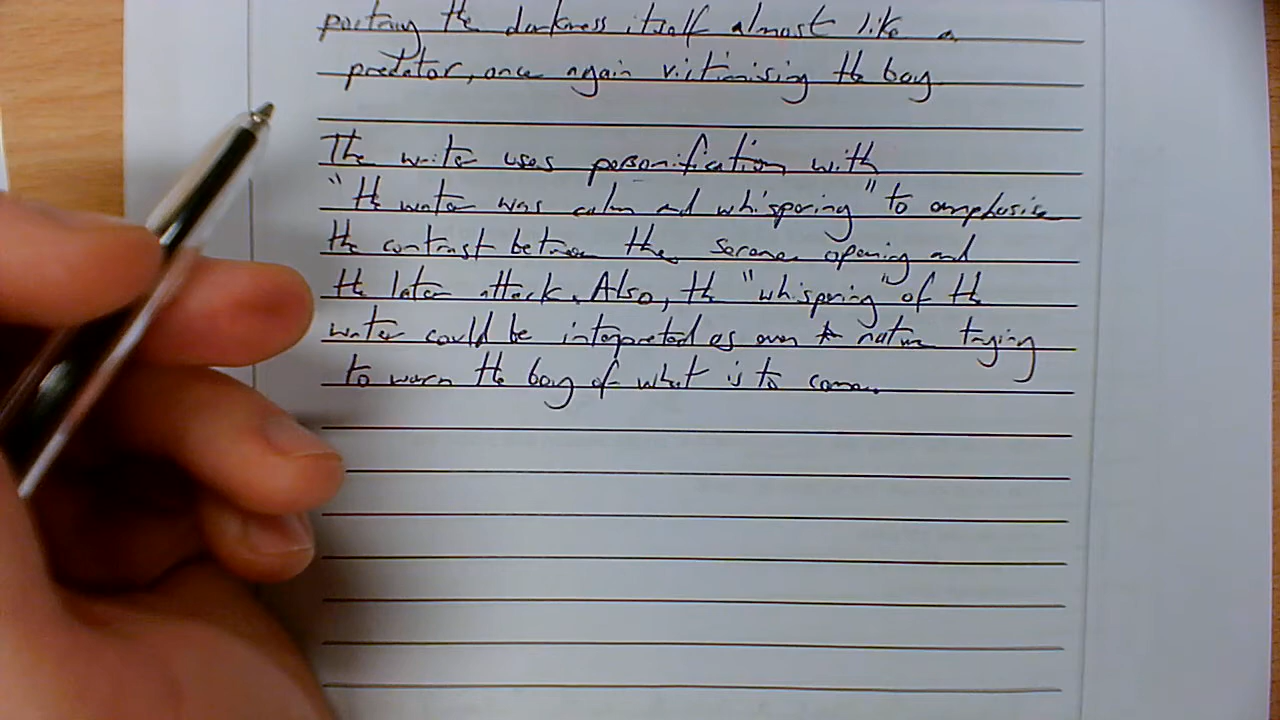 portray the darkness itself almost like a
predator, once again victimising the boy
The writer uses personification with
"the water was calm and whispering" to emphasise
the contrast between the serene opening and
the later attack. Also, the "whispering" of the
water could be interpreted as even nature trying
to warn the boy of what is to come.